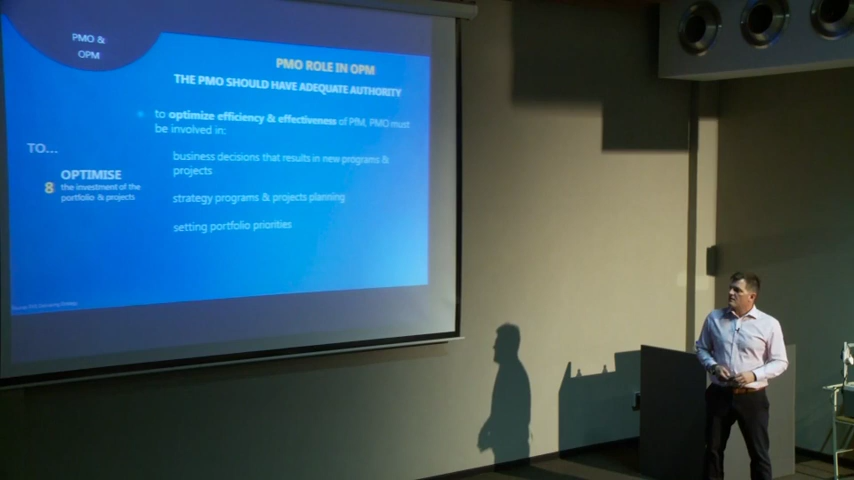 PMO &
OPM
PMO ROLE IN OPM
THE PMO SHOULD HAVE ADEQUATE AUTHORITY
to optimize efficiency & effectiveness of PfM, PMO must
be involved in:
TO...
OPTIMISE
8 the investment of the
portfolio & projects
business decisions that results in new programs &
projects
strategy programs & projects planning
setting portfolio priorities